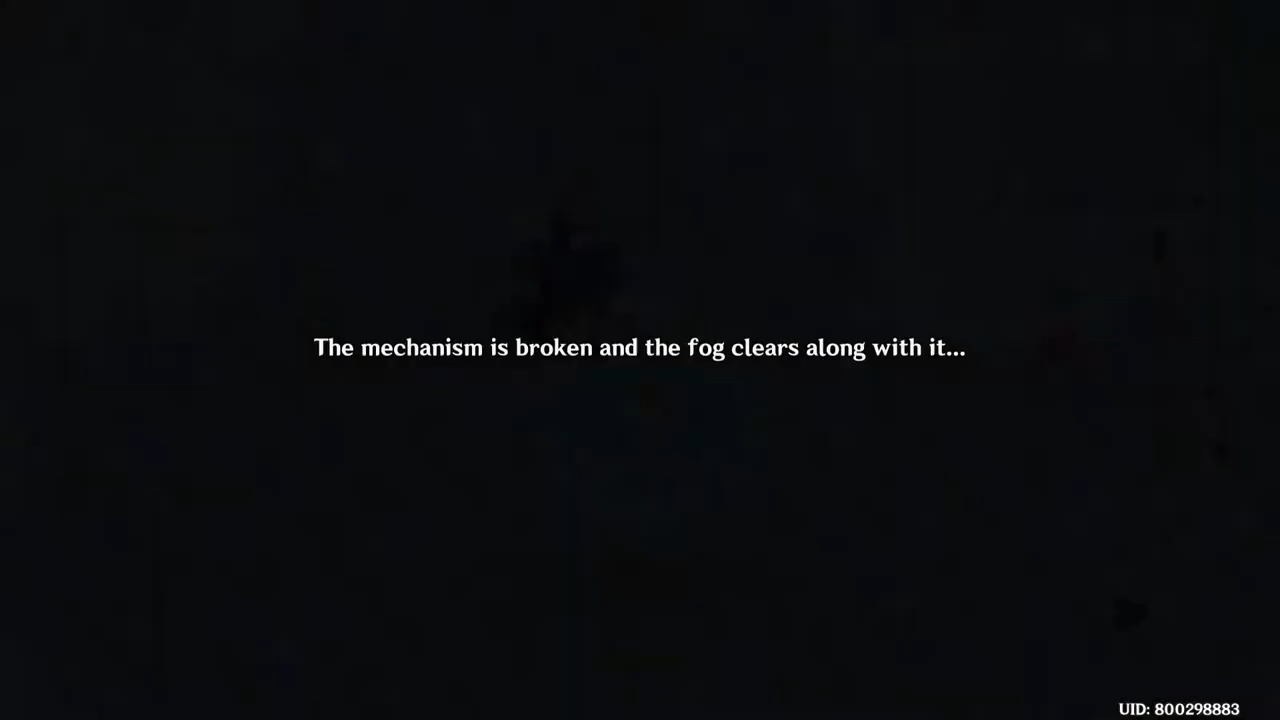 The mechanism is broken and the fog clears along with it...
UID: 800298883